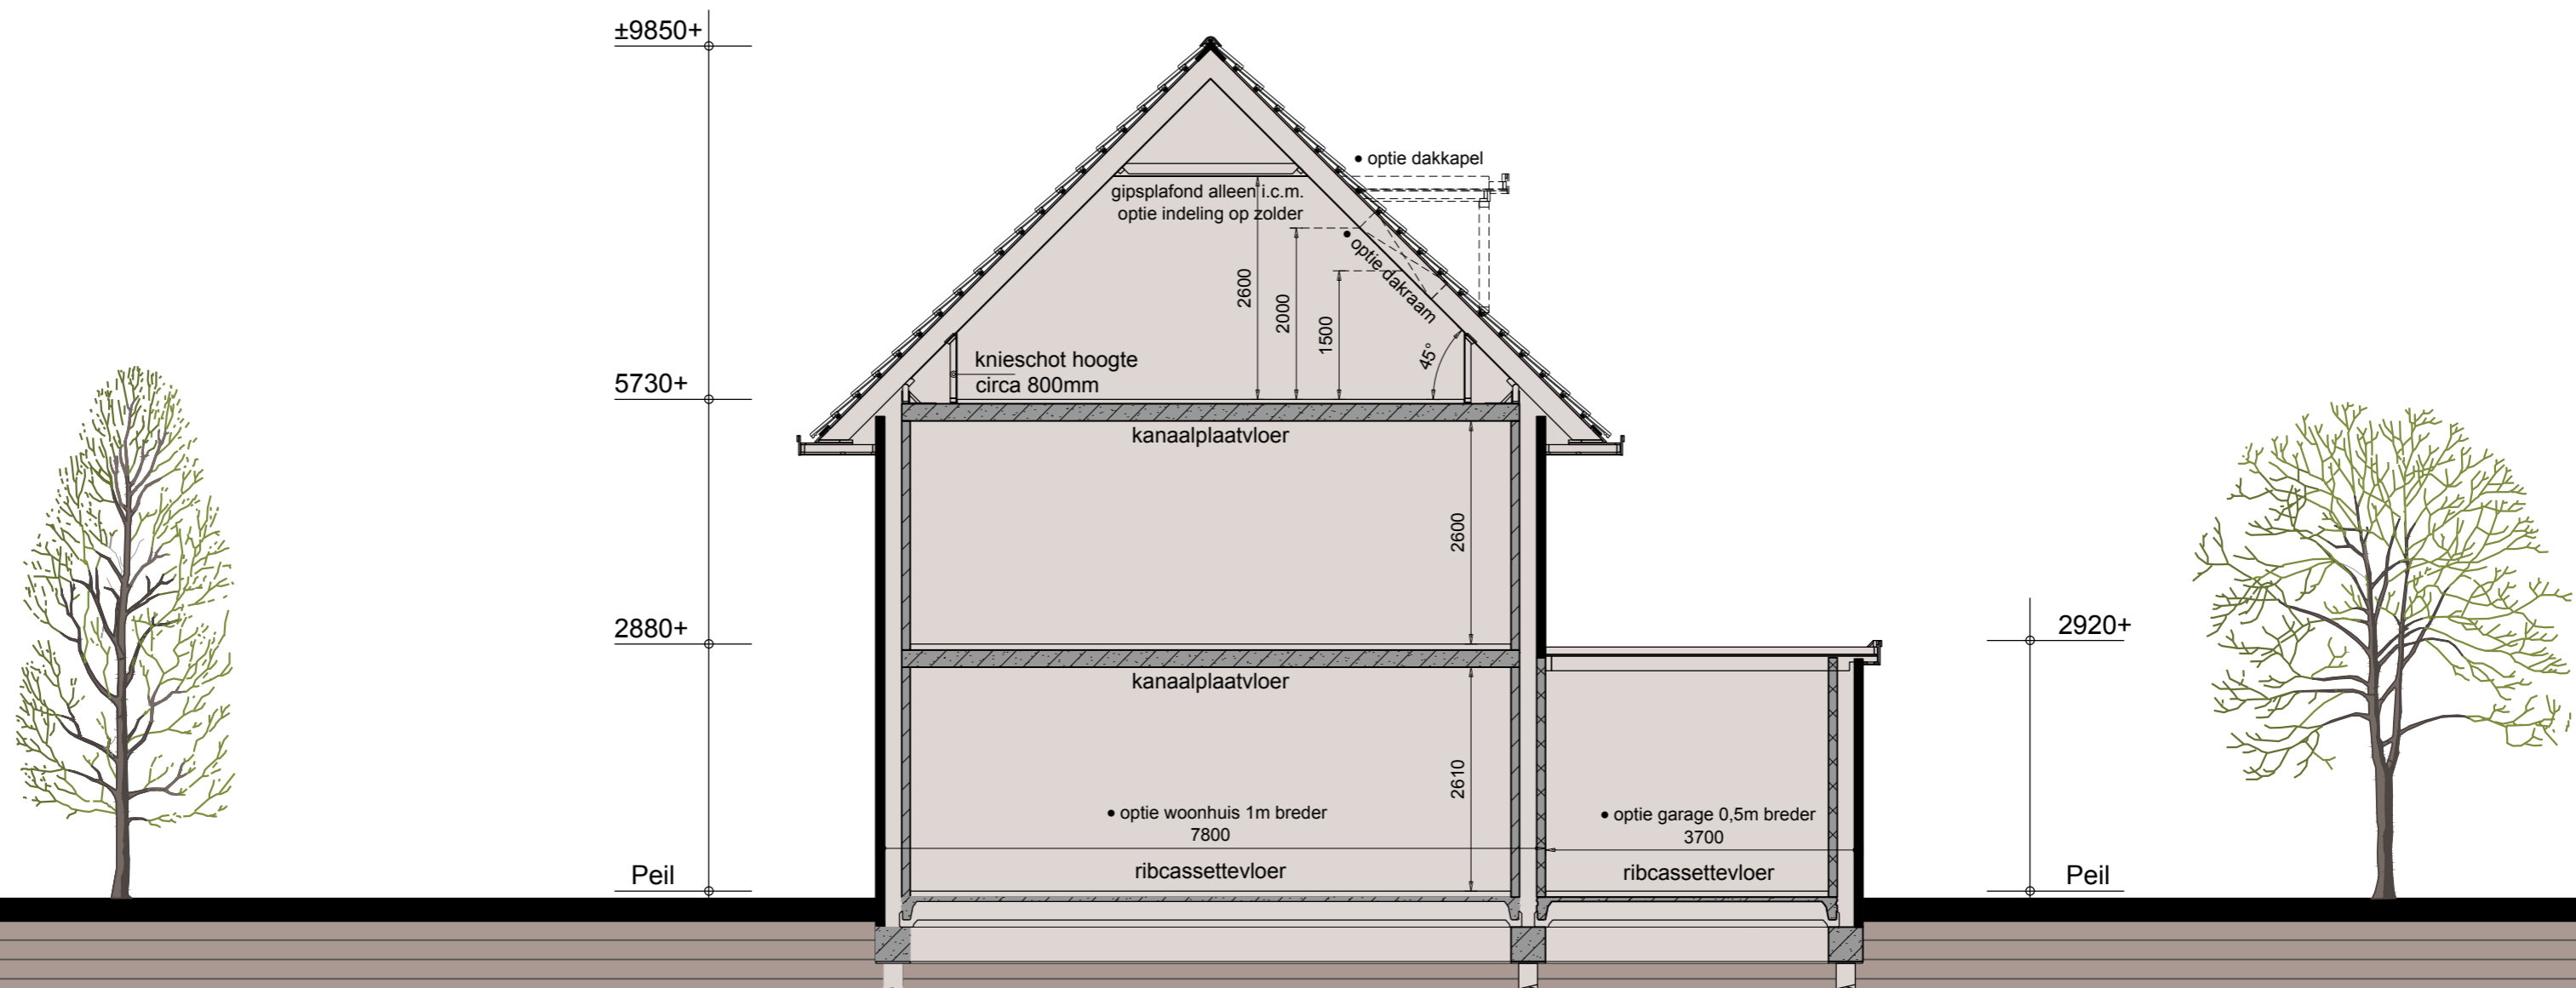 ±9850+
• optie dakkapel
gipsplafond alleen i.c.m.
optie indeling op zolder
• optie dakraam
2600
2000
1500
45°
knieschot hoogte
circa 800mm
5730+
kanaalplaatvloer
2600
2880+
2920+
kanaalplaatvloer
2610
• optie woonhuis 1m breder
7800
• optie garage 0,5m breder
3700
ribcassettevloer
ribcassettevloer
Peil
Peil